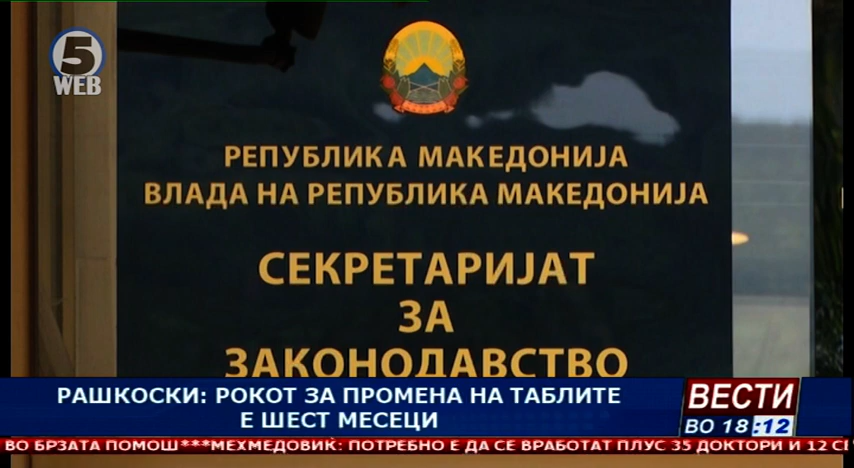 5
WEB
РЕПУБЛИКА МАКЕДОНИЈА
ВЛАДА НА РЕПУБЛИКА МАКЕДОНИЈА
СЕКРЕТАРИЈАТ
ЗА
ЗАКОНОДАВСТВО
РАШКОСКИ: РОКОТ ЗА ПРОМЕНА НА ТАБЛИТЕ
Е ШЕСТ МЕСЕЦИ
ВЕСТИ
ВО 18:12
ВО БРЗАТА ПОМОШ***МЕХМЕДОВИЌ: ПОТРЕБНО Е ДА СЕ ВРАБОТАТ ПЛУС 35 ДОКТОРИ И 12